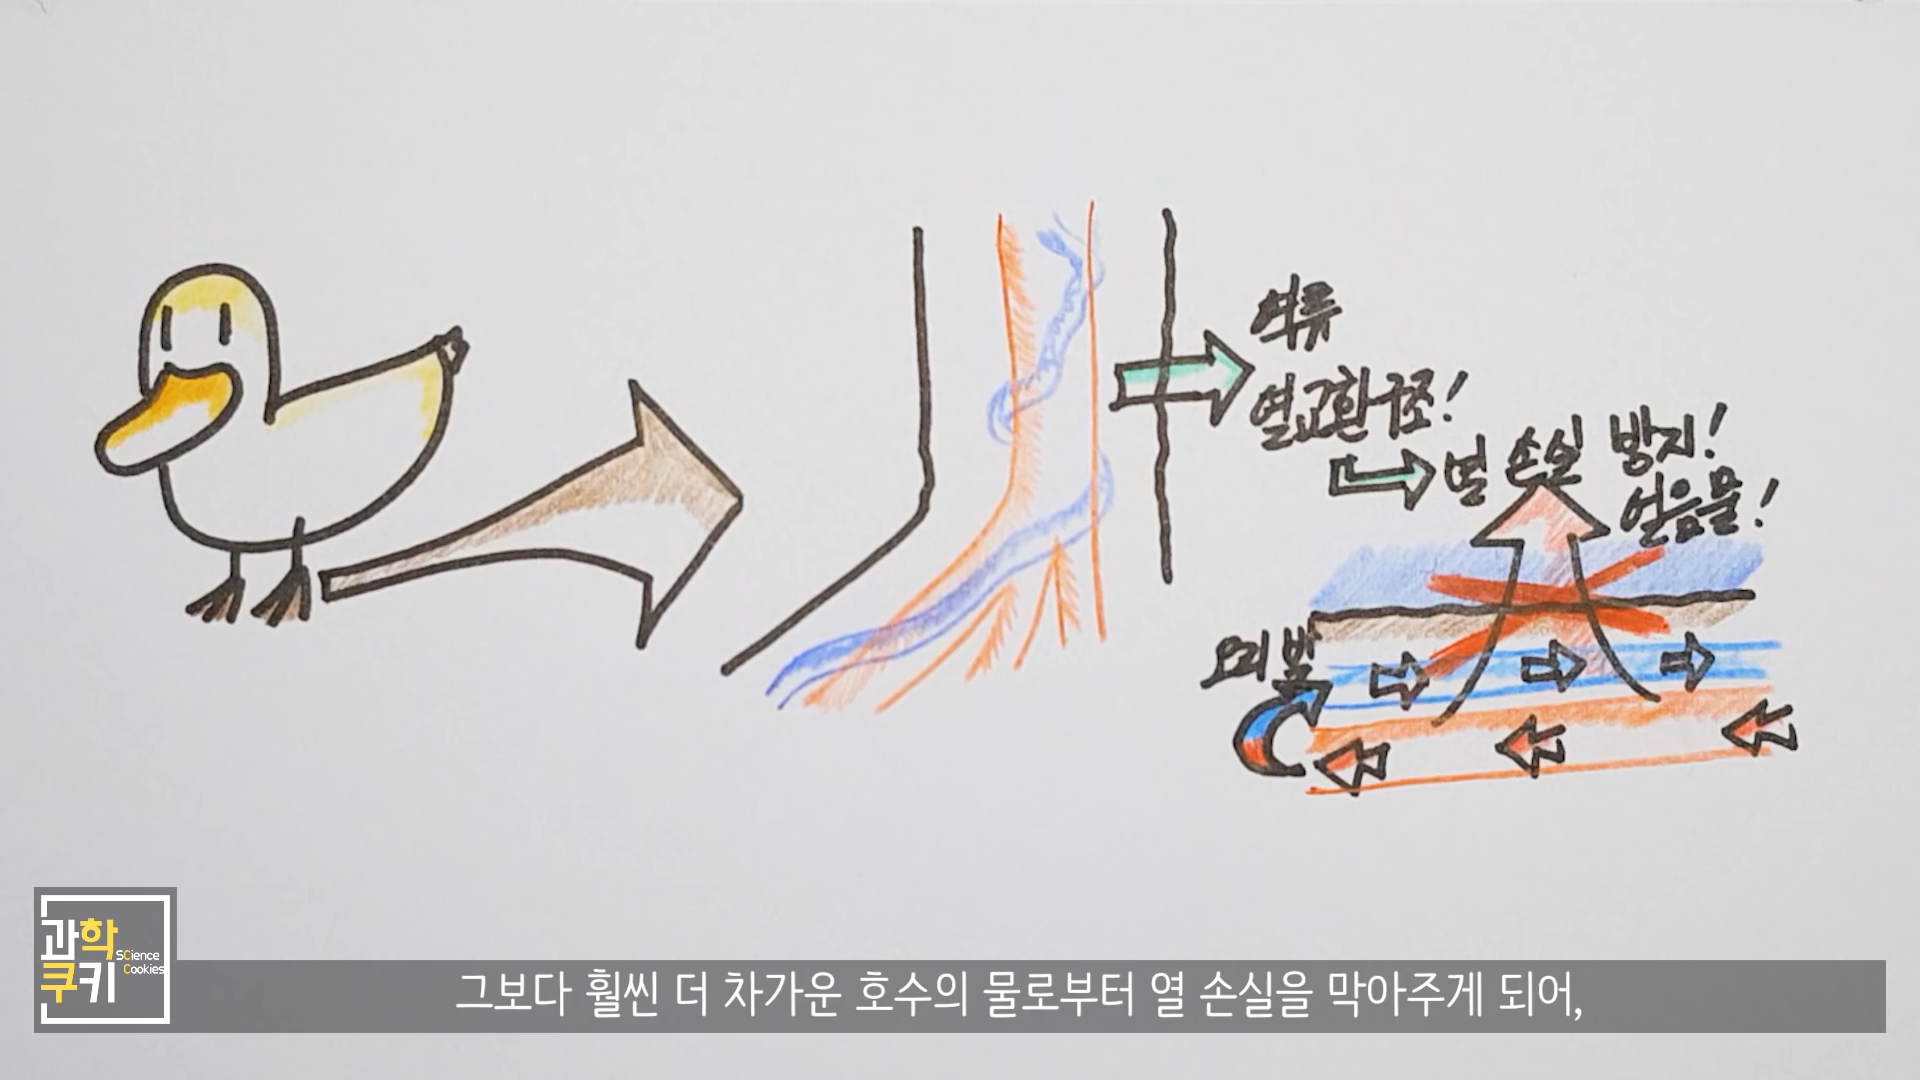 역류
열교환구조!
열 손실 방지!
얼음물!
오리 발
과학
쿠키
Science
Cookies
그보다 훨씬 더 차가운 호수의 물로부터 열 손실을 막아주게 되어,